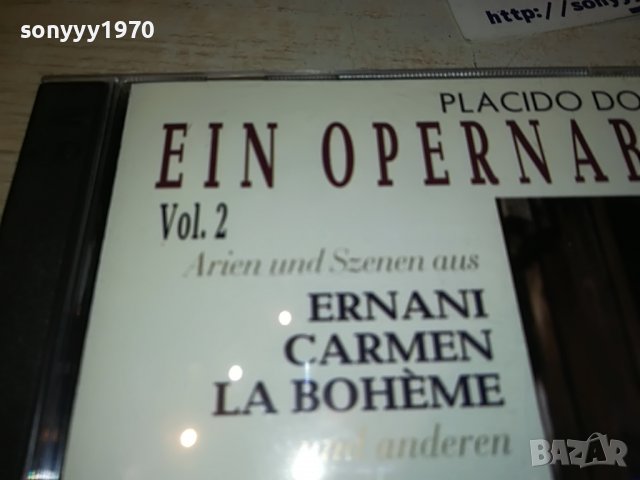 sonyyy1970
http://sonyy
PLACIDO DO
EIN OPERNAB
Vol. 2
Arien und Szenen aus
ERNANI
CARMEN
LA BOHÈME
und anderen
BAZAR